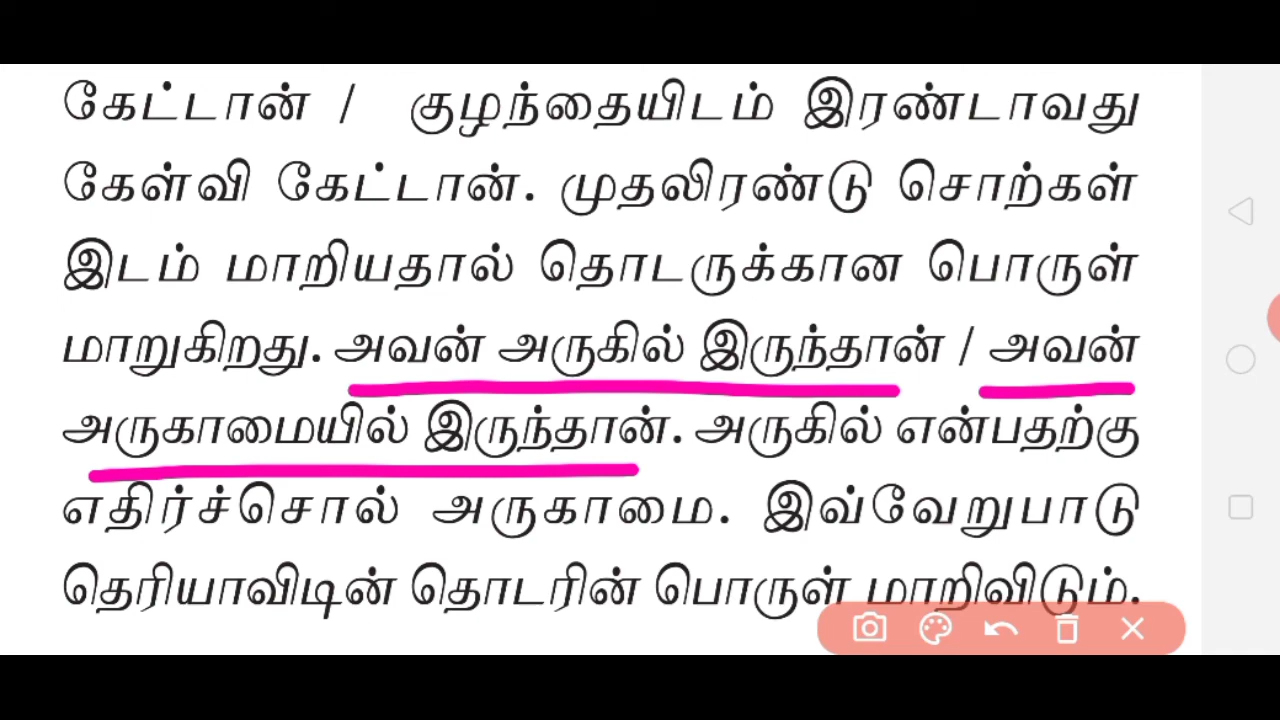 கேட்டான் / குழந்தையிடம் இரண்டாவது
கேள்வி கேட்டான். முதலிரண்டு சொற்கள்
இடம் மாறியதால் தொடருக்கான பொருள்
மாறுகிறது. அவன் அருகில் இருந்தான் / அவன்
அருகாமையில் இருந்தான். அருகில் என்பதற்கு
எதிர்ச்சொல் அருகாமை. இவ்வேறுபாடு
தெரியாவிடின் தொடரின் பொருள் மாறிவிடும்.